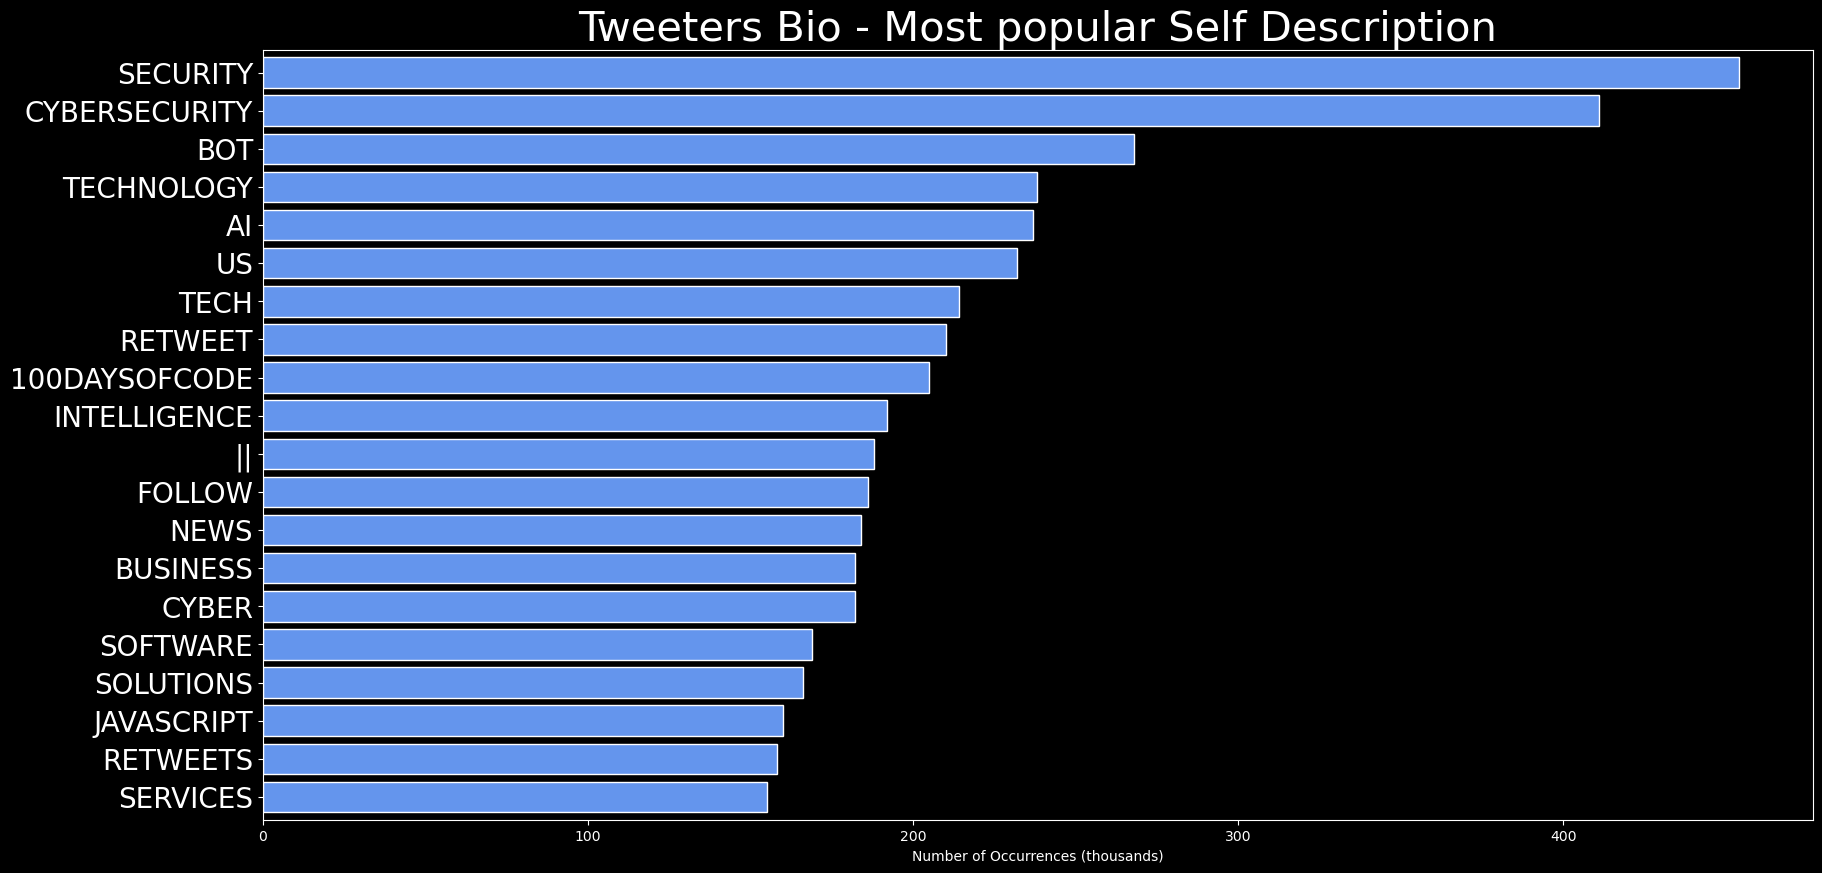 Tweeters Bio - Most popular Self Description
SECURITY
CYBERSECURITY
BOT
TECHNOLOGY
AI
US
TECH
RETWEET
100DAYSOFCODE
INTELLIGENCE
||
FOLLOW
NEWS
BUSINESS
CYBER
SOFTWARE
SOLUTIONS
JAVASCRIPT
RETWEETS
SERVICES
0 100 200 300 400
Number of Occurrences (thousands)